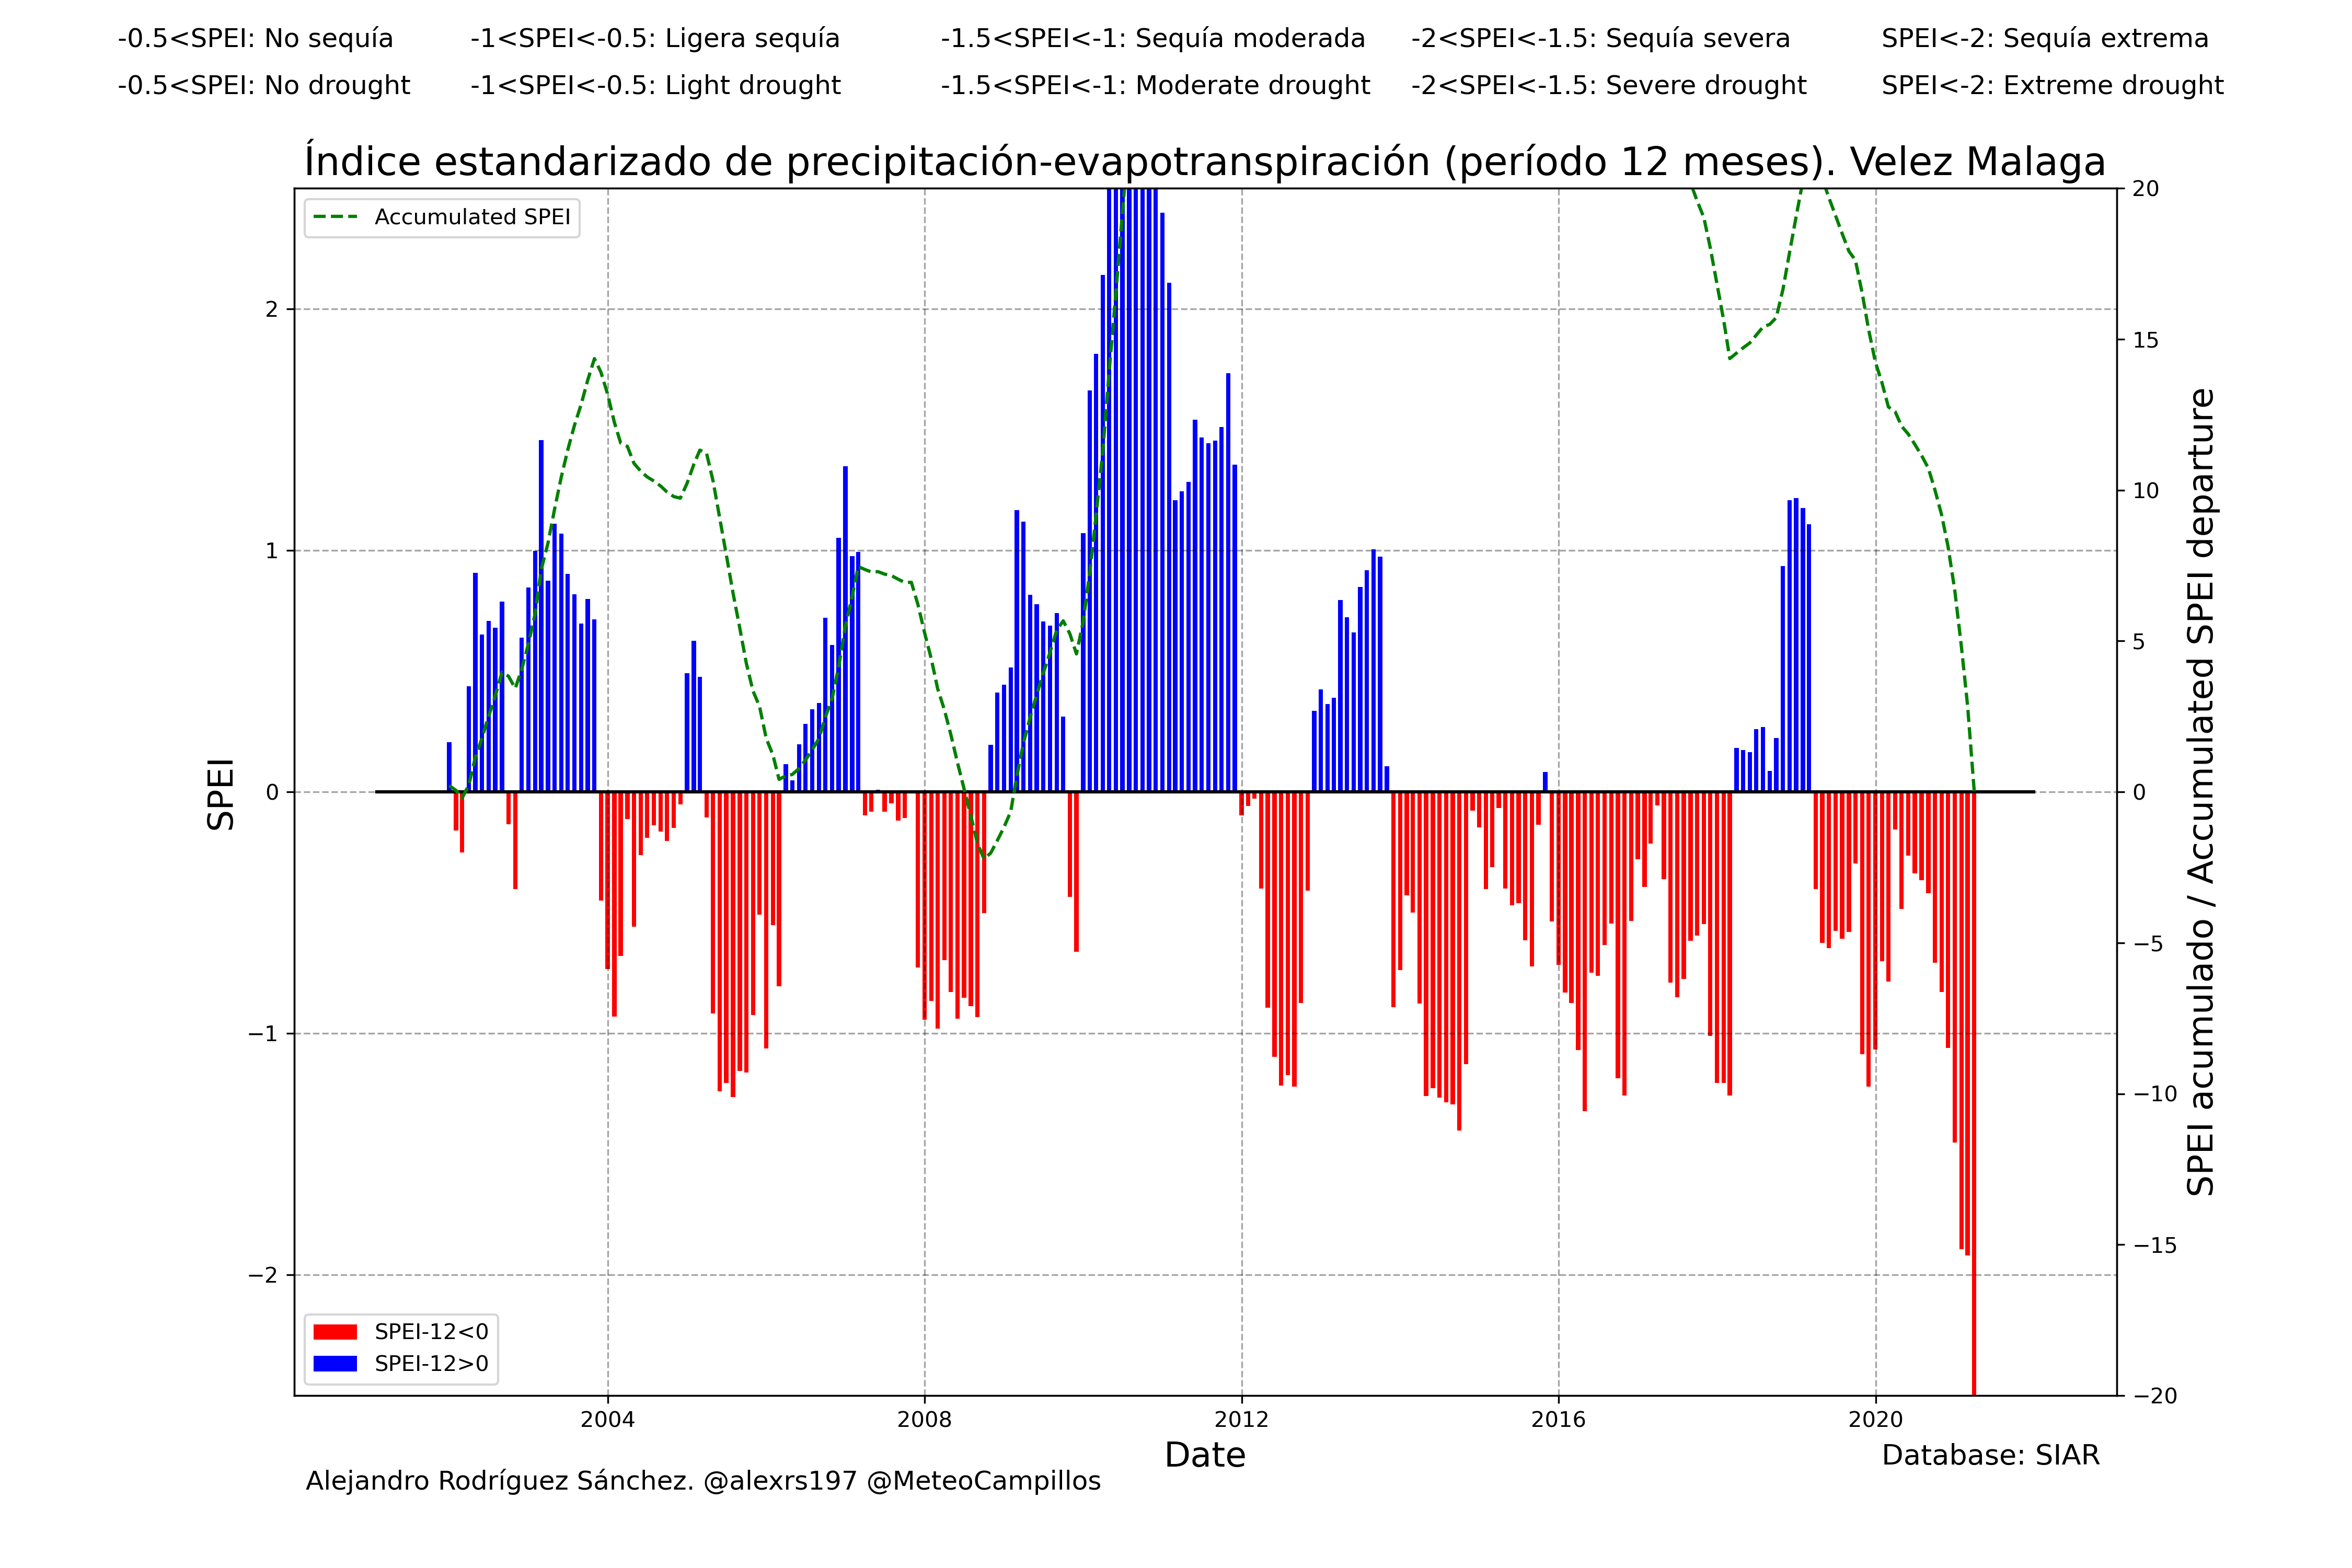 -0.5<SPEI: No sequía -1<SPEI<-0.5: Ligera sequía -1.5<SPEI<-1: Sequía moderada -2<SPEI<-1.5: Sequía severa SPEI<-2: Sequía extrema
-0.5<SPEI: No drought -1<SPEI<-0.5: Light drought -1.5<SPEI<-1: Moderate drought -2<SPEI<-1.5: Severe drought SPEI<-2: Extreme drought
Índice estandarizado de precipitación-evapotranspiración (período 12 meses). Velez Malaga
Accumulated SPEI
SPEI
2
1
0
−1
−2
20
15
10
5
0
−5
−10
−15
−20
SPEI acumulado / Accumulated SPEI departure
SPEI-12<0
SPEI-12>0
2004 2008 2012 2016 2020
Date
Database: SIAR
Alejandro Rodríguez Sánchez. @alexrs197 @MeteoCampillos